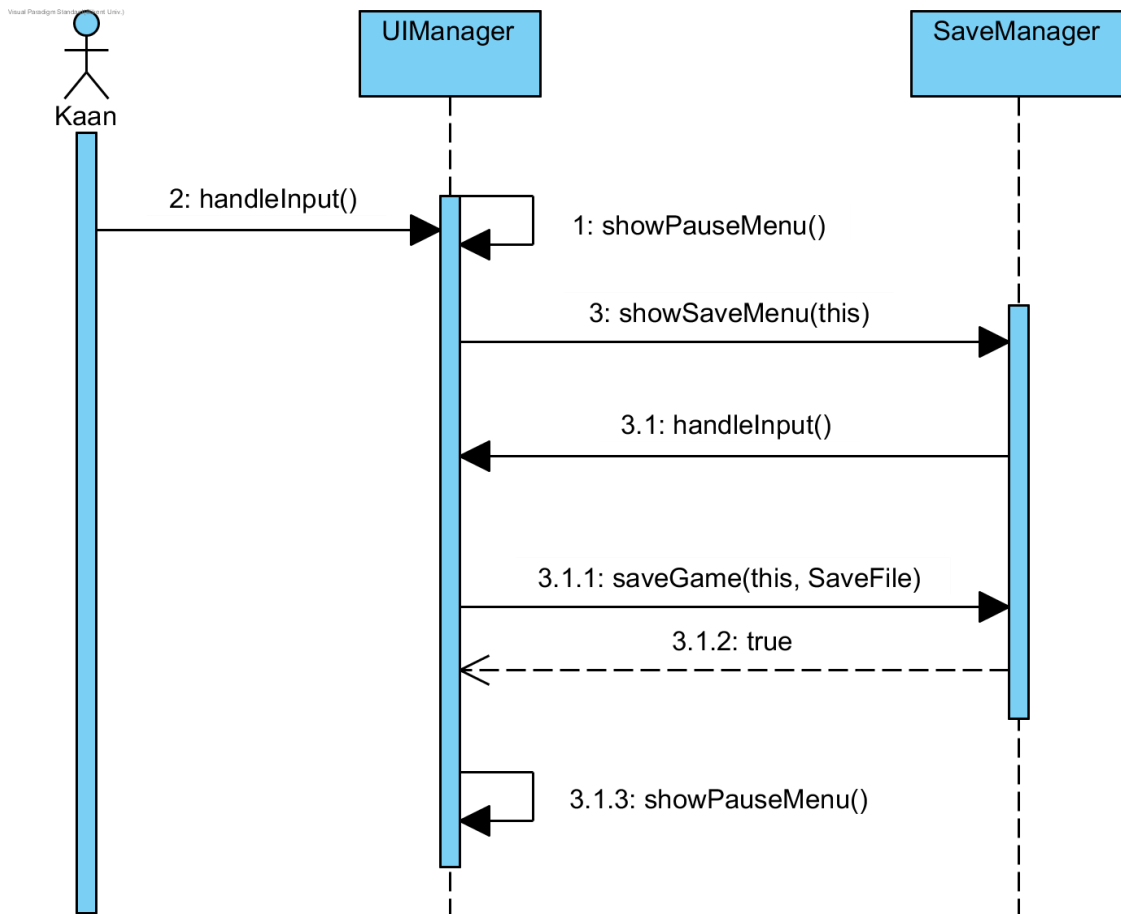 UIManager
SaveManager
Kaan
2: handleInput()
1: showPauseMenu()
3: showSaveMenu(this)
3.1: handleInput()
3.1.1: saveGame(this, SaveFile)
3.1.2: true
3.1.3: showPauseMenu()